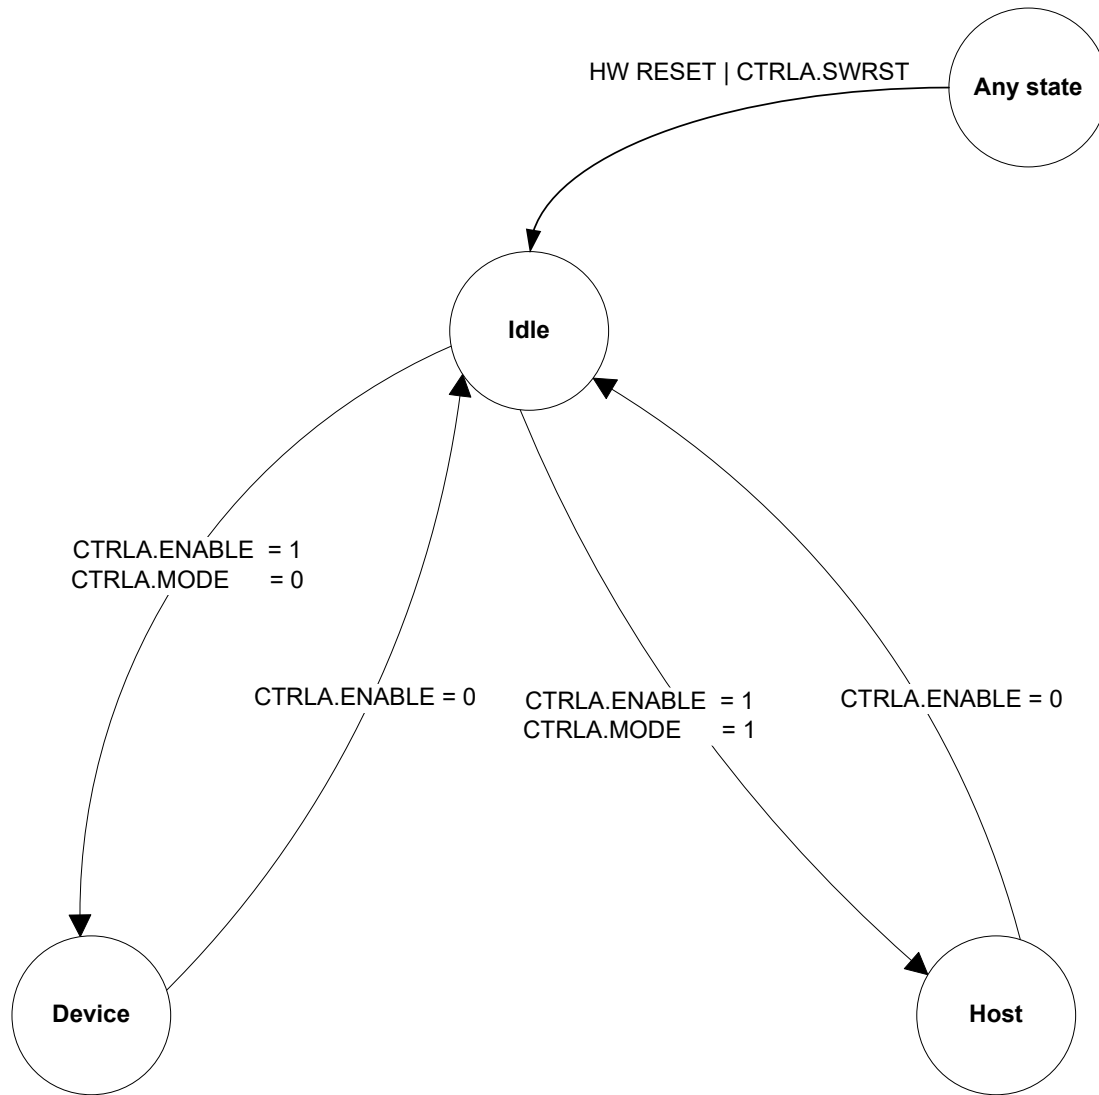 HW RESET | CTRLA.SWRST
Any state
Idle
CTRLA.ENABLE = 1
CTRLA.MODE = 0
CTRLA.ENABLE = 0
CTRLA.ENABLE = 1
CTRLA.MODE = 1
CTRLA.ENABLE = 0
Device
Host